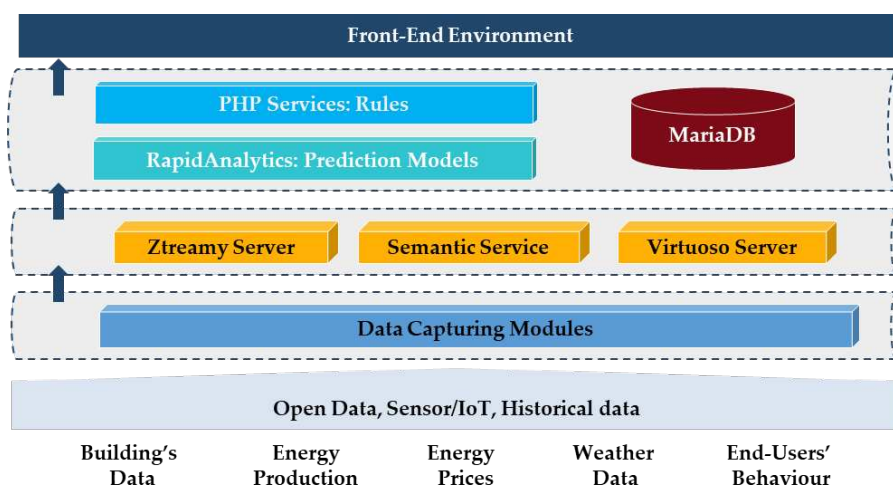 Front-End Environment
PHP Services: Rules
MariaDB
RapidAnalytics: Prediction Models
Ztreamy Server
Semantic Service
Virtuoso Server
Data Capturing Modules
Open Data, Sensor/IoT, Historical data
Building's
Data
Energy
Production
Energy
Prices
Weather
Data
End-Users'
Behaviour